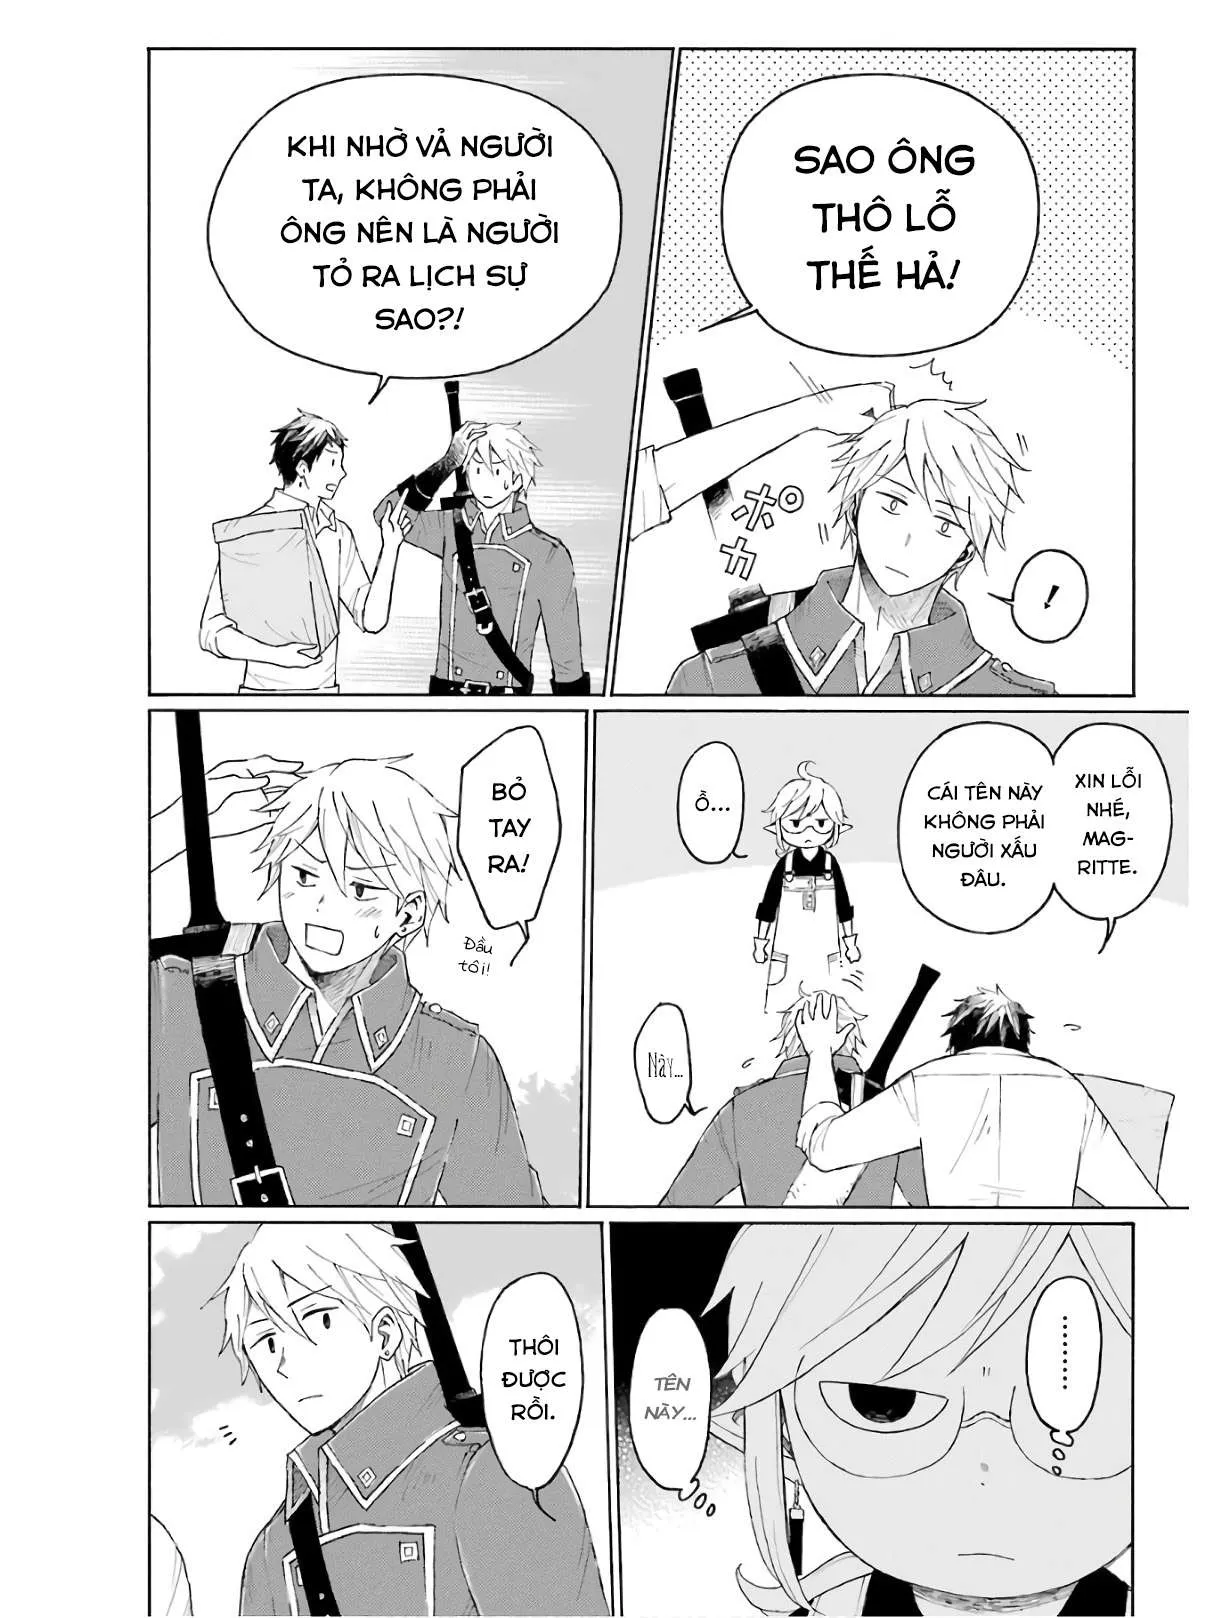 SAO ÔNG
THÔ LỖ
THẾ HẢ!
ポカ
!
KHI NHỜ VẢ NGƯỜI
TA, KHÔNG PHẢI
ÔNG NÊN LÀ NGƯỜI
TỎ RA LỊCH SỰ
SAO?!
XIN LỖI
NHÉ,
MAG-
RITTE.
CÁI TÊN NÀY
KHÔNG PHẢI
NGƯỜI XẤU
ĐÂU.
Ồ...
Này...
BỎ
TAY
RA!
Đầu
tôi!
.........
TÊN
NÀY...
THÔI
ĐƯỢC
RỒI.